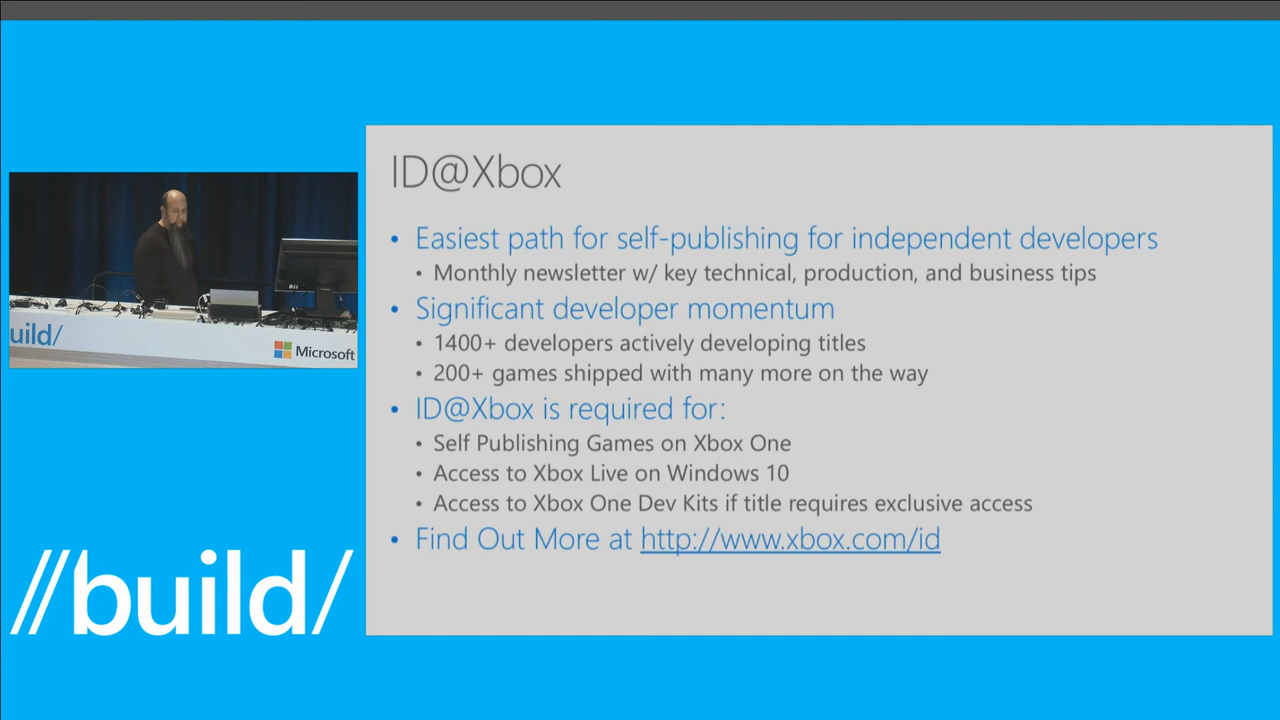 ID@Xbox
• Easiest path for self-publishing for independent developers
• Monthly newsletter w/ key technical, production, and business tips
• Significant developer momentum
• 1400+ developers actively developing titles
• 200+ games shipped with many more on the way
• ID@Xbox is required for:
• Self Publishing Games on Xbox One
• Access to Xbox Live on Windows 10
• Access to Xbox One Dev Kits if title requires exclusive access
• Find Out More at http://www.xbox.com/id
uild/
Microsoft
//build/